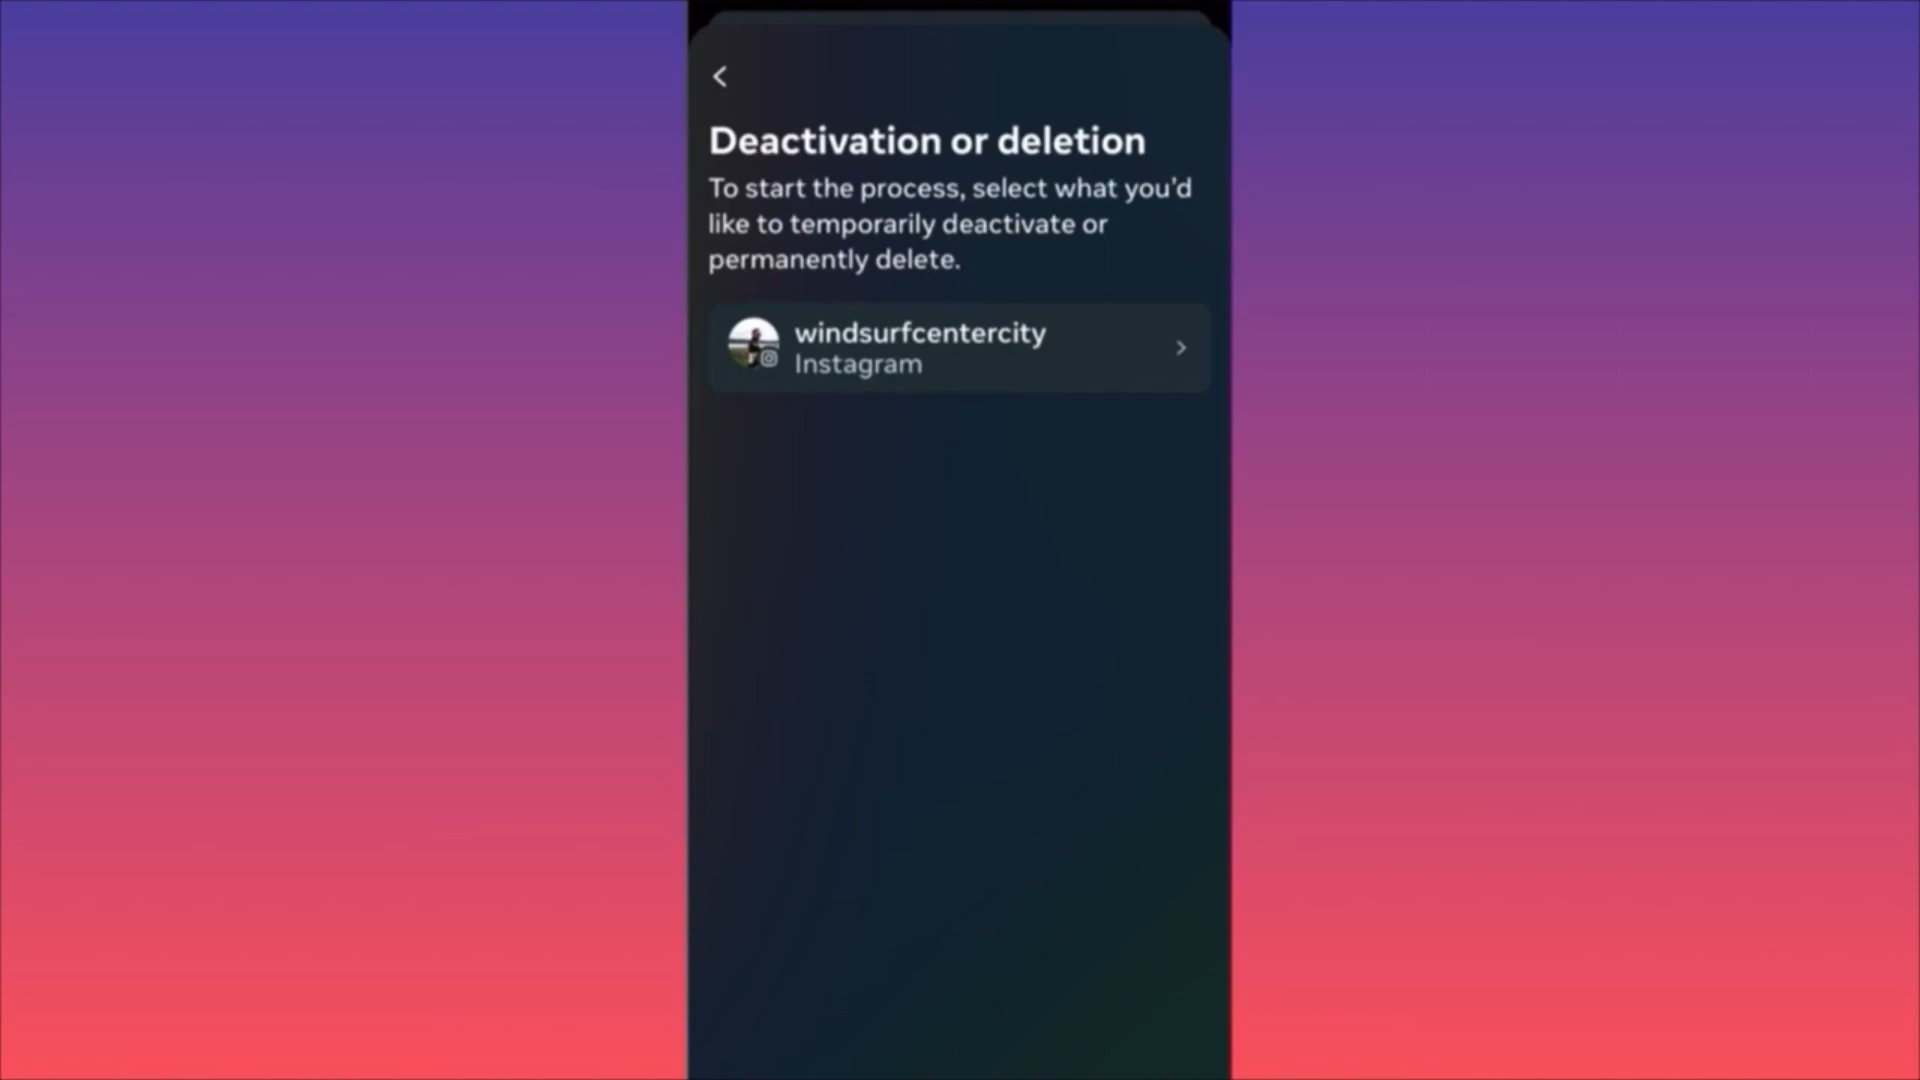 Deactivation or deletion
To start the process, select what you’d
like to temporarily deactivate or
permanently delete.
windsurfcentercity
Instagram